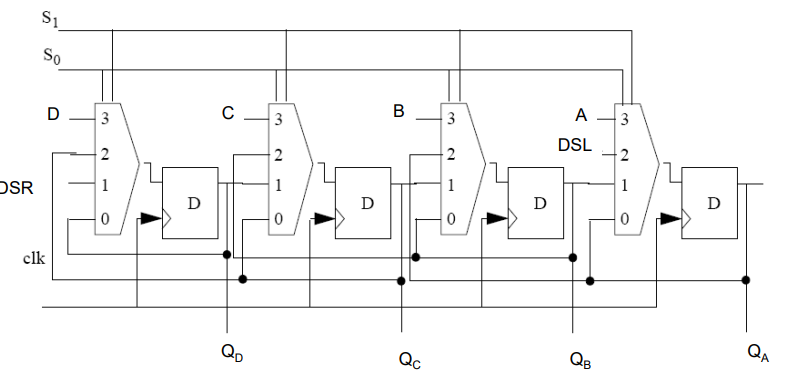 S1
S0
D 3 C 3 B 3 A 3
2 2 2 DSL 2
DSR 1 D 1 D 1 D 1 D
0 0 0 0
clk
QD QC QB QA